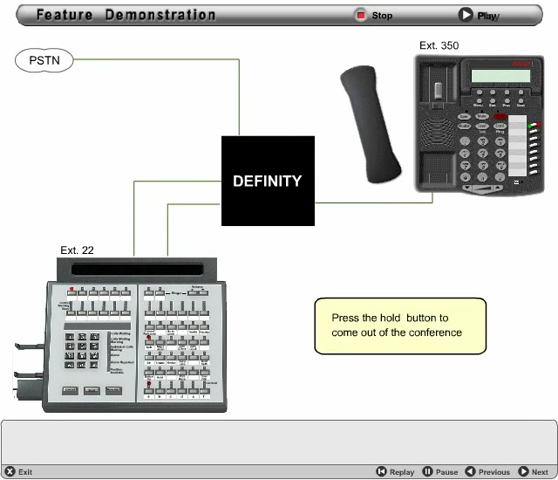 Feature Demonstration
Stop
Play
PSTN
Ext. 350
DEFINITY
Ext. 22
Press the hold button to
come out of the conference
Exit
Replay
Pause
Previous
Next